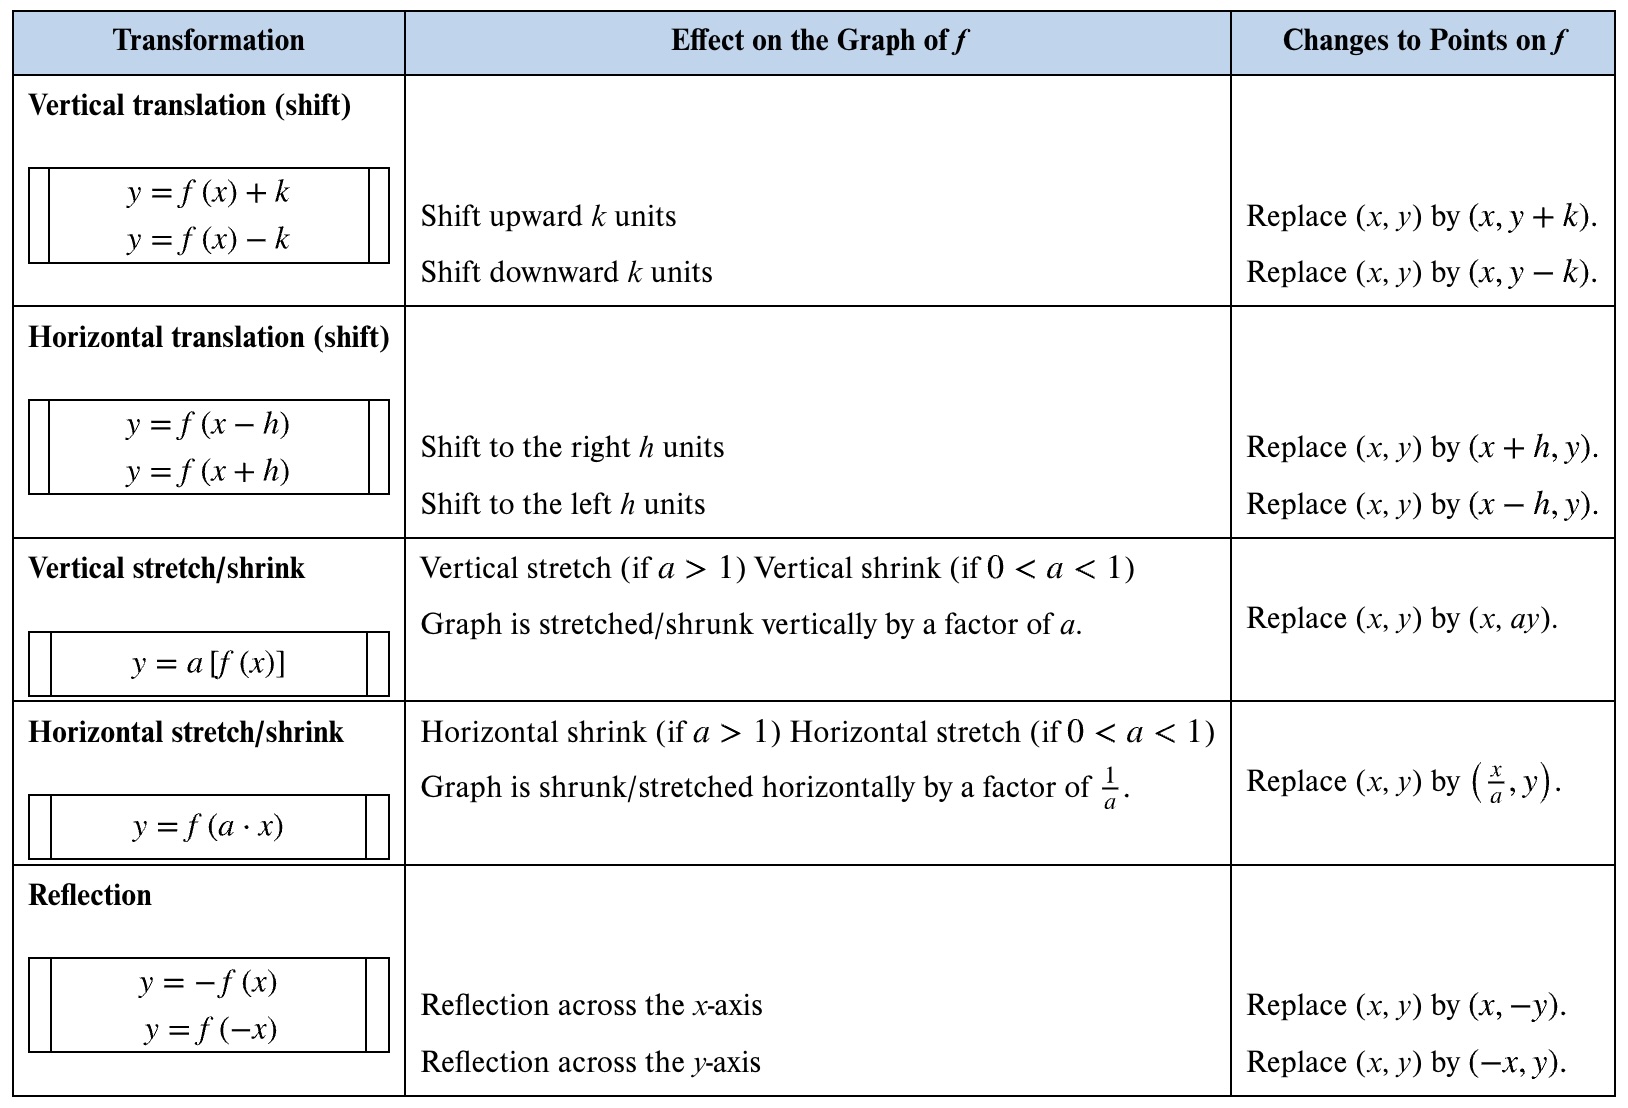 Transformation Effect on the Graph of f Changes to Points on f
Vertical translation (shift)
y = f (x) + k
y = f (x) − k
Shift upward k units
Shift downward k units
Replace (x, y) by (x, y + k).
Replace (x, y) by (x, y − k).
Horizontal translation (shift)
y = f (x − h)
y = f (x + h)
Shift to the right h units
Shift to the left h units
Replace (x, y) by (x + h, y).
Replace (x, y) by (x − h, y).
Vertical stretch/shrink
y = a [f (x)]
Vertical stretch (if a > 1) Vertical shrink (if 0 < a < 1)
Graph is stretched/shrunk vertically by a factor of a.
Replace (x, y) by (x, ay).
Horizontal stretch/shrink
y = f (a · x)
Horizontal shrink (if a > 1) Horizontal stretch (if 0 < a < 1)
Graph is shrunk/stretched horizontally by a factor of 1/a.
Replace (x, y) by (x/a, y).
Reflection
y = −f (x)
y = f (−x)
Reflection across the x-axis
Reflection across the y-axis
Replace (x, y) by (x, −y).
Replace (x, y) by (−x, y).